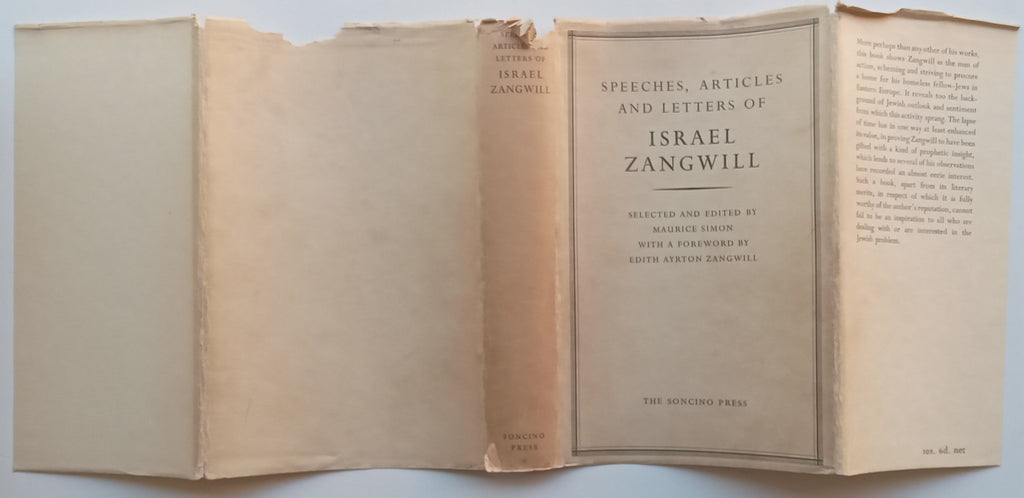 ARTICLES
LETTERS OF
ISRAEL
ZANGWILL
SONCINO
PRESS
SPEECHES, ARTICLES
AND LETTERS OF
ISRAEL
ZANGWILL
SELECTED AND EDITED BY
MAURICE SIMON
WITH A FOREWORD BY
EDITH AYRTON ZANGWILL
THE SONCINO PRESS
More perhaps than any other of his works,
this book shows Zangwill as the man of
action, scheming and striving to procure
a home for his homeless fellow-Jews in
Eastern Europe. It reveals too the back-
ground of Jewish outlook and sentiment
from which this activity sprang. The lapse
of time has in one way at least enhanced
its value, in proving Zangwill to have been
gifted with a kind of prophetic insight,
which lends to several of his observations
here recorded an almost eerie interest.
Such a book, apart from its literary
merits, in respect of which it is fully
worthy of the author's reputation, cannot
fail to be an inspiration to all who are
dealing with or are interested in the
Jewish problem.
10s. 6d. net